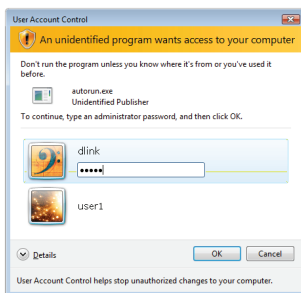 User Account Control
An unidentified program wants access to your computer
Don't run the program unless you know where it's from or you've used it
before.
autorun.exe
Unidentified Publisher
To continue, type an administrator password, and then click OK.
dlink
•••••
user1
Details
OK Cancel
User Account Control helps stop unauthorized changes to your computer.